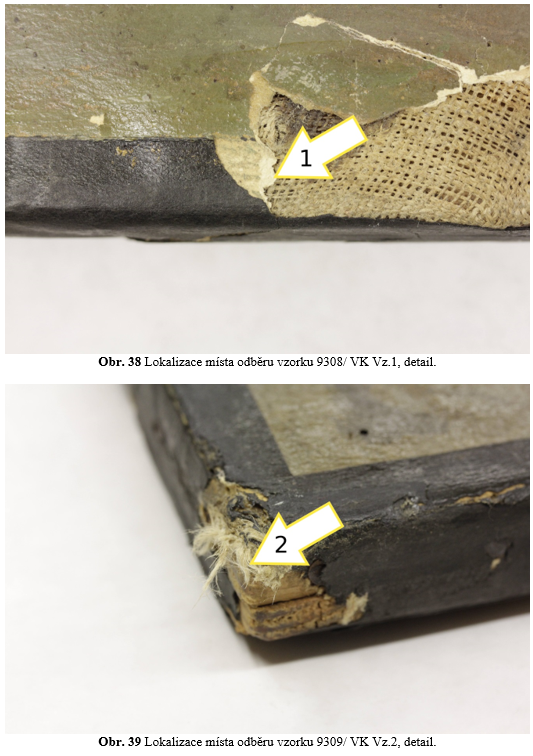 1
Obr. 38 Lokalizace místa odběru vzorku 9308/ VK Vz.1, detail.
2
Obr. 39 Lokalizace místa odběru vzorku 9309/ VK Vz.2, detail.